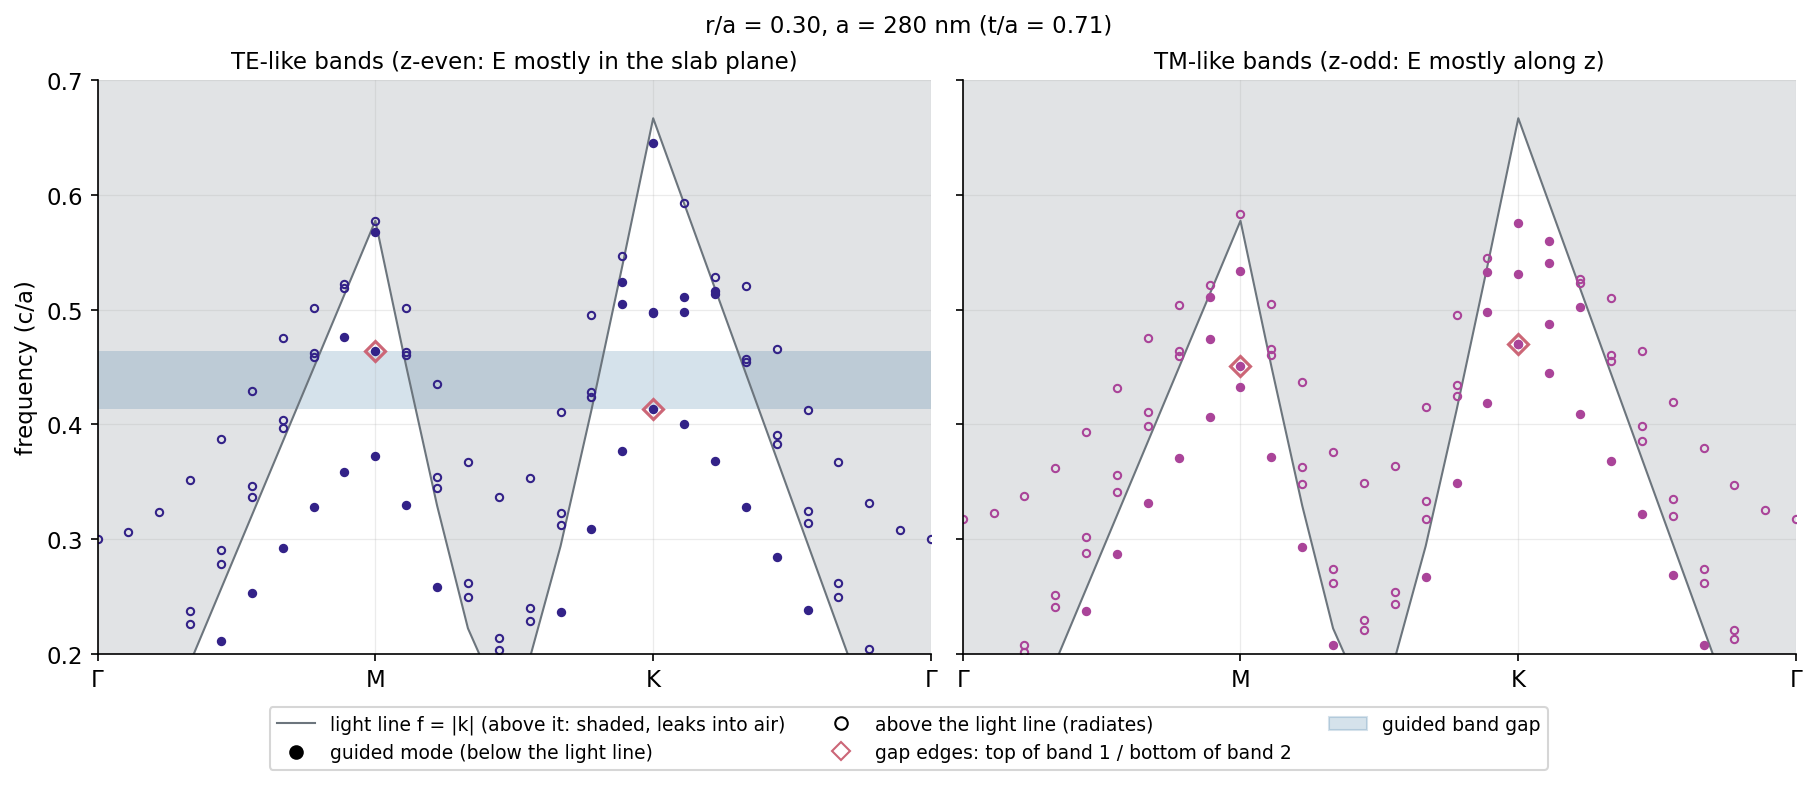 r/a = 0.30, a = 280 nm (t/a = 0.71)
TE-like bands (z-even: E mostly in the slab plane)
TM-like bands (z-odd: E mostly along z)
frequency (c/a)
0.7
0.6
0.5
0.4
0.3
0.2
Γ
M
K
Γ
Γ
M
K
Γ
light line f = |k| (above it: shaded, leaks into air)
guided mode (below the light line)
above the light line (radiates)
gap edges: top of band 1 / bottom of band 2
guided band gap